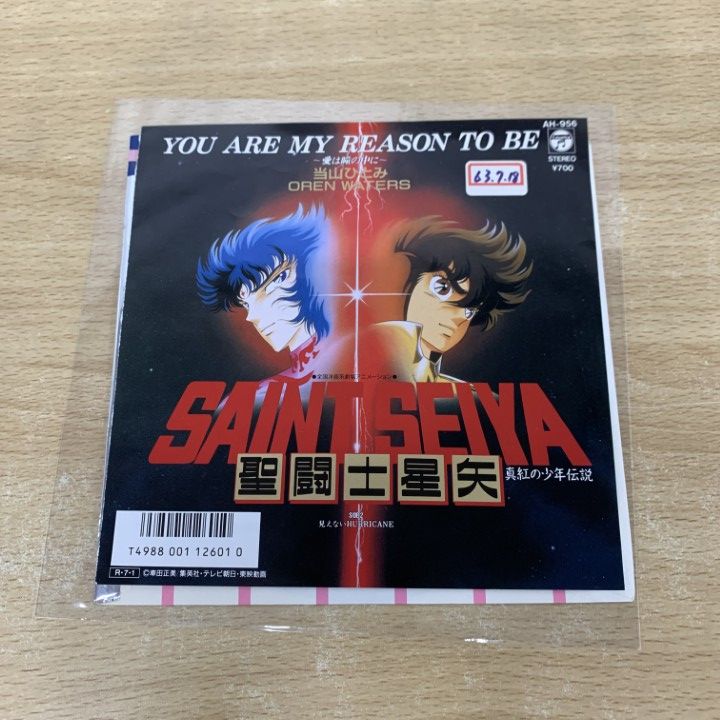 AH-956
YOU ARE MY REASON TO BE
STEREO
¥700
～愛は瞳の中に～
当山ひとみ
OREN WATERS
63.7.18
●全国洋画系劇場アニメーション●
SAINT SEIYA
聖闘士星矢
真紅の少年伝説
SIDE2
見えないHURRICANE
T4988 001 12601 0
R・7-1
©車田正美/集英社・テレビ朝日・東映動画